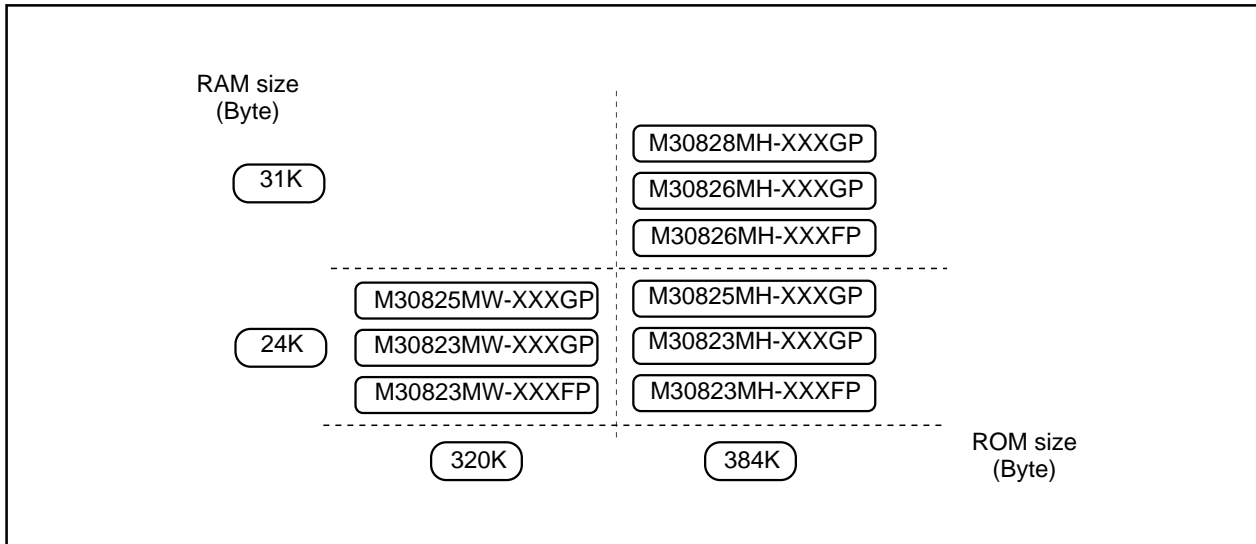 RAM size
(Byte)
M30828MH-XXXGP
31K
M30826MH-XXXGP
M30826MH-XXXFP
M30825MW-XXXGP
M30825MH-XXXGP
24K
M30823MW-XXXGP
M30823MH-XXXGP
M30823MW-XXXFP
M30823MH-XXXFP
320K
384K
ROM size
(Byte)